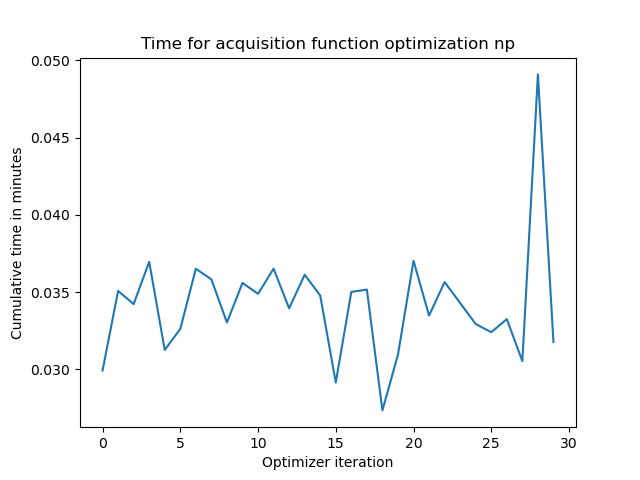 Time for acquisition function optimization np
0.050
0.045
0.040
0.035
0.030
Cumulative time in minutes
0 5 10 15 20 25 30
Optimizer iteration